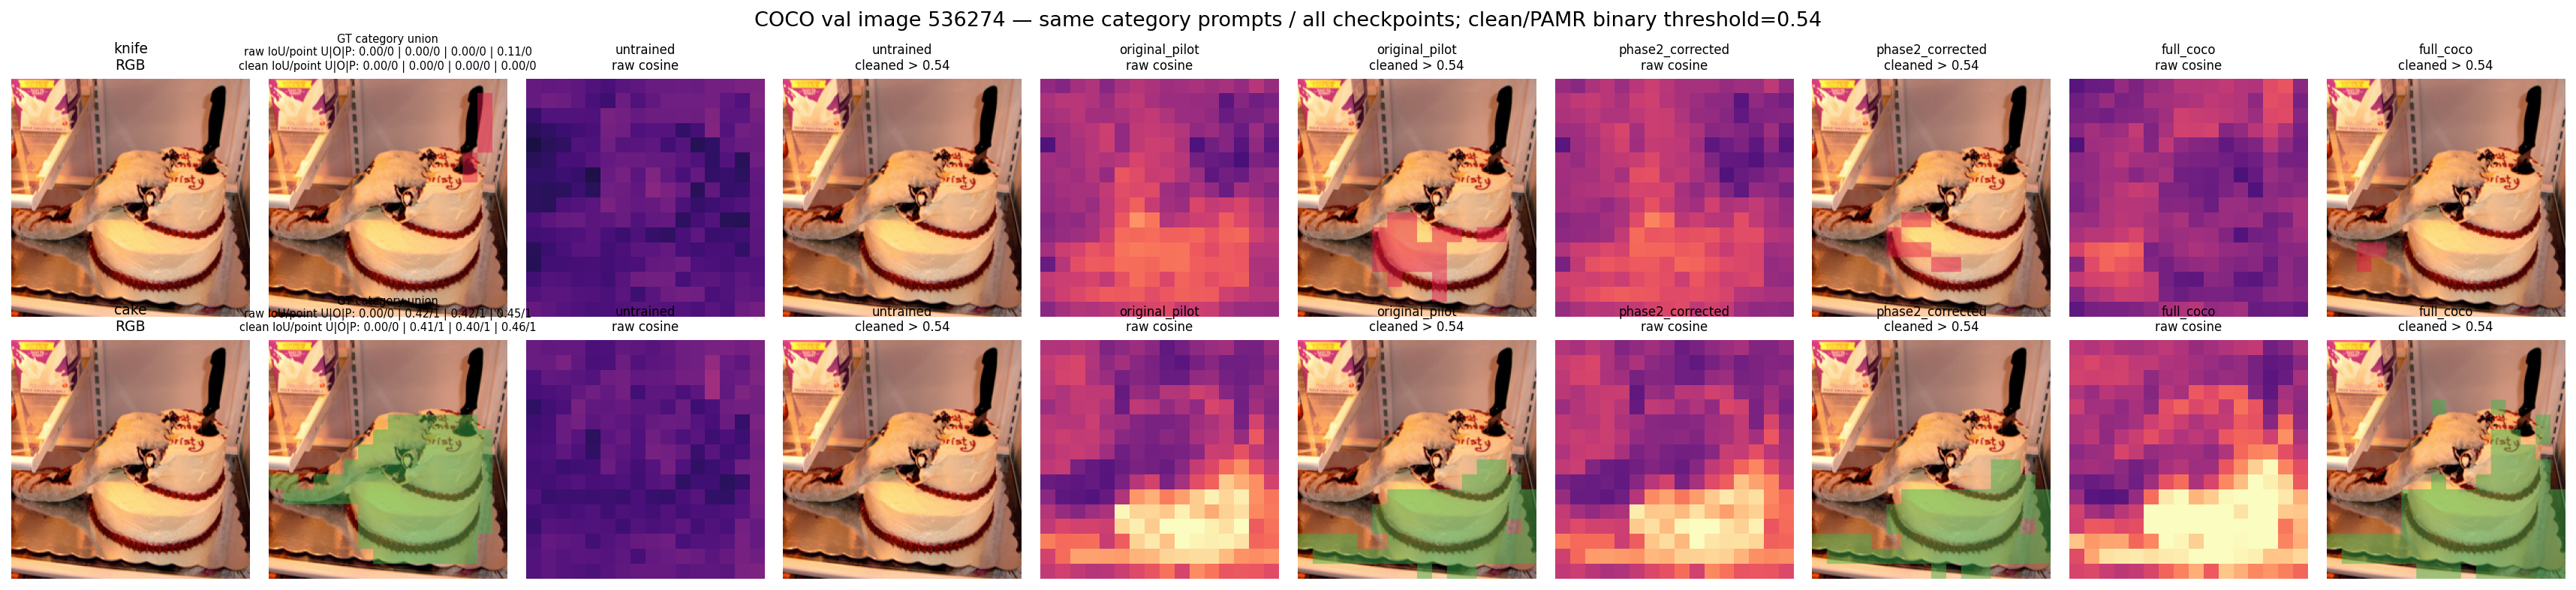 COCO val image 536274 — same category prompts / all checkpoints; clean/PAMR binary threshold=0.54
knife
RGB
GT category union
raw IoU/point U|O|P: 0.00/0 | 0.00/0 | 0.00/0 | 0.11/0
clean IoU/point U|O|P: 0.00/0 | 0.00/0 | 0.00/0 | 0.00/0
untrained
raw cosine
untrained
cleaned > 0.54
original_pilot
raw cosine
original_pilot
cleaned > 0.54
phase2_corrected
raw cosine
phase2_corrected
cleaned > 0.54
full_coco
raw cosine
full_coco
cleaned > 0.54
cake
RGB
GT category union
raw IoU/point U|O|P: 0.00/0 | 0.42/1 | 0.42/1 | 0.45/1
clean IoU/point U|O|P: 0.00/0 | 0.41/1 | 0.40/1 | 0.46/1
untrained
raw cosine
untrained
cleaned > 0.54
original_pilot
raw cosine
original_pilot
cleaned > 0.54
phase2_corrected
raw cosine
phase2_corrected
cleaned > 0.54
full_coco
raw cosine
full_coco
cleaned > 0.54